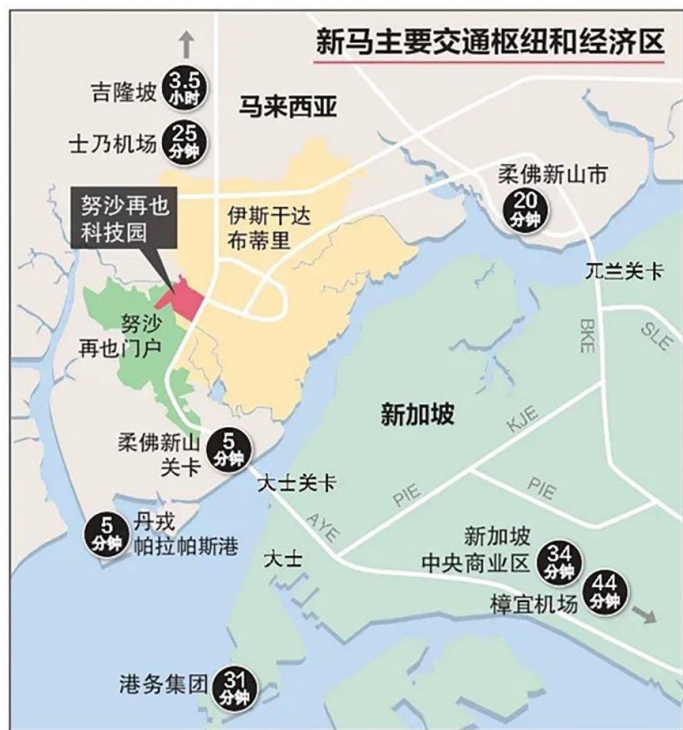 新马主要交通枢纽和经济区
吉隆坡
3.5
小时
马来西亚
士乃机场
25
分钟
柔佛新山市
20
分钟
努沙再也
科技园
伊斯干达
布蒂里
兀兰关卡
努沙
再也门户
BKE
SLE
新加坡
KJE
柔佛新山
关卡
5
分钟
大士关卡
PIE
PIE
AYE
5
分钟
丹戎
帕拉帕斯港
大士
新加坡
中央商业区
34
分钟
樟宜机场
44
分钟
港务集团
31
分钟